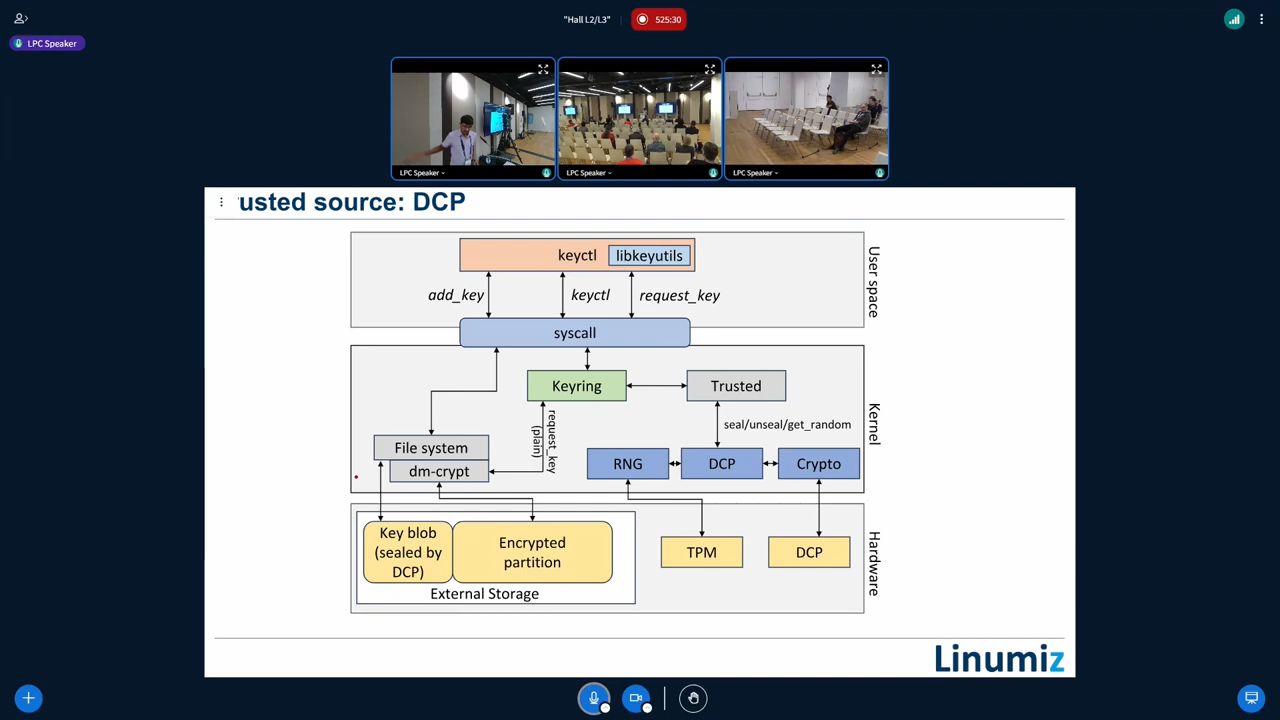 "Hall L2/L3"
525:30
LPC Speaker
LPC Speaker
LPC Speaker
LPC Speaker
usted source: DCP
keyctl
libkeyutils
add_key
keyctl
request_key
User space
syscall
Keyring
Trusted
request_key
(plain)
seal/unseal/get_random
Kernel
File system
dm-crypt
RNG
DCP
Crypto
Key blob
(sealed by
DCP)
Encrypted
partition
External Storage
TPM
DCP
Hardware
Linumiz